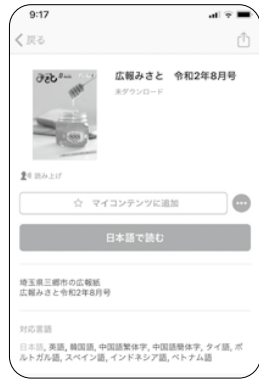 9:17
戻る
みさと 8
広報みさと 令和2年8月号
未ダウンロード
読み上げ
☆ マイコンテンツに追加
日本語で読む
埼玉県三郷市の広報紙
広報みさと令和2年8月号
対応言語
日本語, 英語, 韓国語, 中国語繁体字, 中国語簡体字, タイ語, ポ
ルトガル語, スペイン語, インドネシア語, ベトナム語